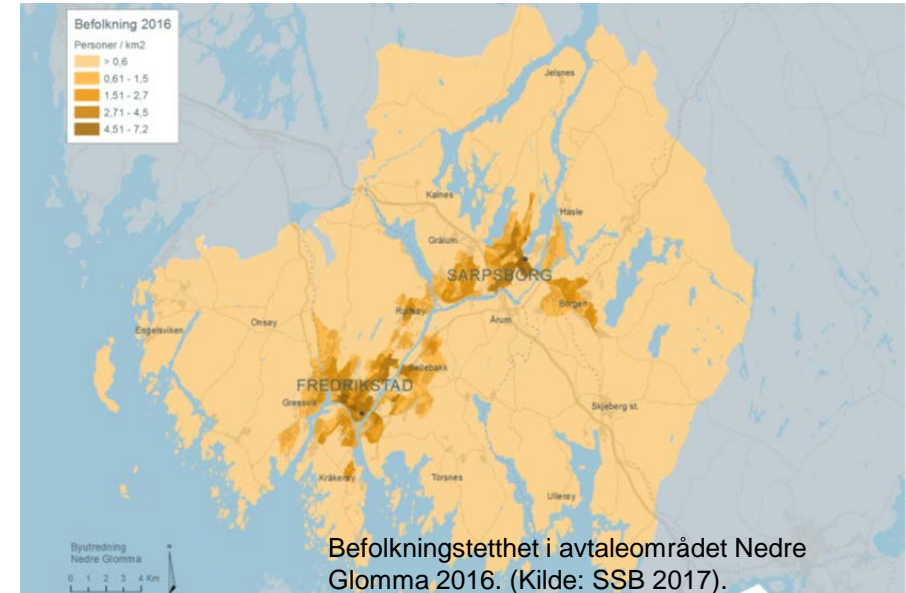 Befolkning 2016
Personer / km2
> 0,6
0,61 - 1,5
1,51 - 2,7
2,71 - 4,5
4,51 - 7,2
Jelsnes
Kalnes
Hasle
Grålum
SARPSBORG
Borgen
Rolvsøy
Årum
Engelsviken
Onsøy
Sellebakk
FREDRIKSTAD
Gressvik
Skjeberg st.
Kråkerøy
Torsnes
Ullerøy
Byutredning
Nedre Glomma
N
0 1 2 3 4 Km
Befolkningstetthet i avtaleområdet Nedre
Glomma 2016. (Kilde: SSB 2017).